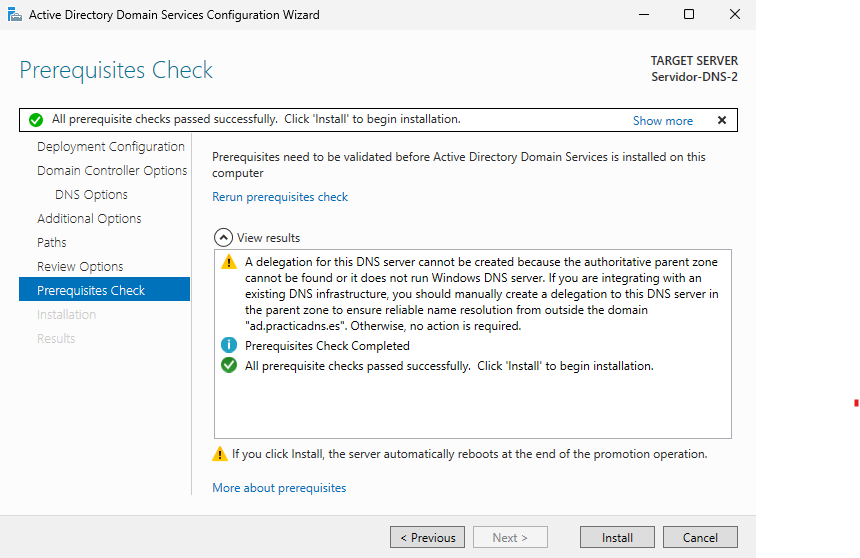 Active Directory Domain Services Configuration Wizard
Prerequisites Check
TARGET SERVER
Servidor-DNS-2
All prerequisite checks passed successfully.  Click 'Install' to begin installation.
Show more
Deployment Configuration
Domain Controller Options
DNS Options
Additional Options
Paths
Review Options
Prerequisites Check
Installation
Results
Prerequisites need to be validated before Active Directory Domain Services is installed on this
computer
Rerun prerequisites check
View results
A delegation for this DNS server cannot be created because the authoritative parent zone
cannot be found or it does not run Windows DNS server. If you are integrating with an
existing DNS infrastructure, you should manually create a delegation to this DNS server in
the parent zone to ensure reliable name resolution from outside the domain
"ad.practicadns.es". Otherwise, no action is required.
Prerequisites Check Completed
All prerequisite checks passed successfully.  Click 'Install' to begin installation.
If you click Install, the server automatically reboots at the end of the promotion operation.
More about prerequisites
< Previous
Next >
Install
Cancel